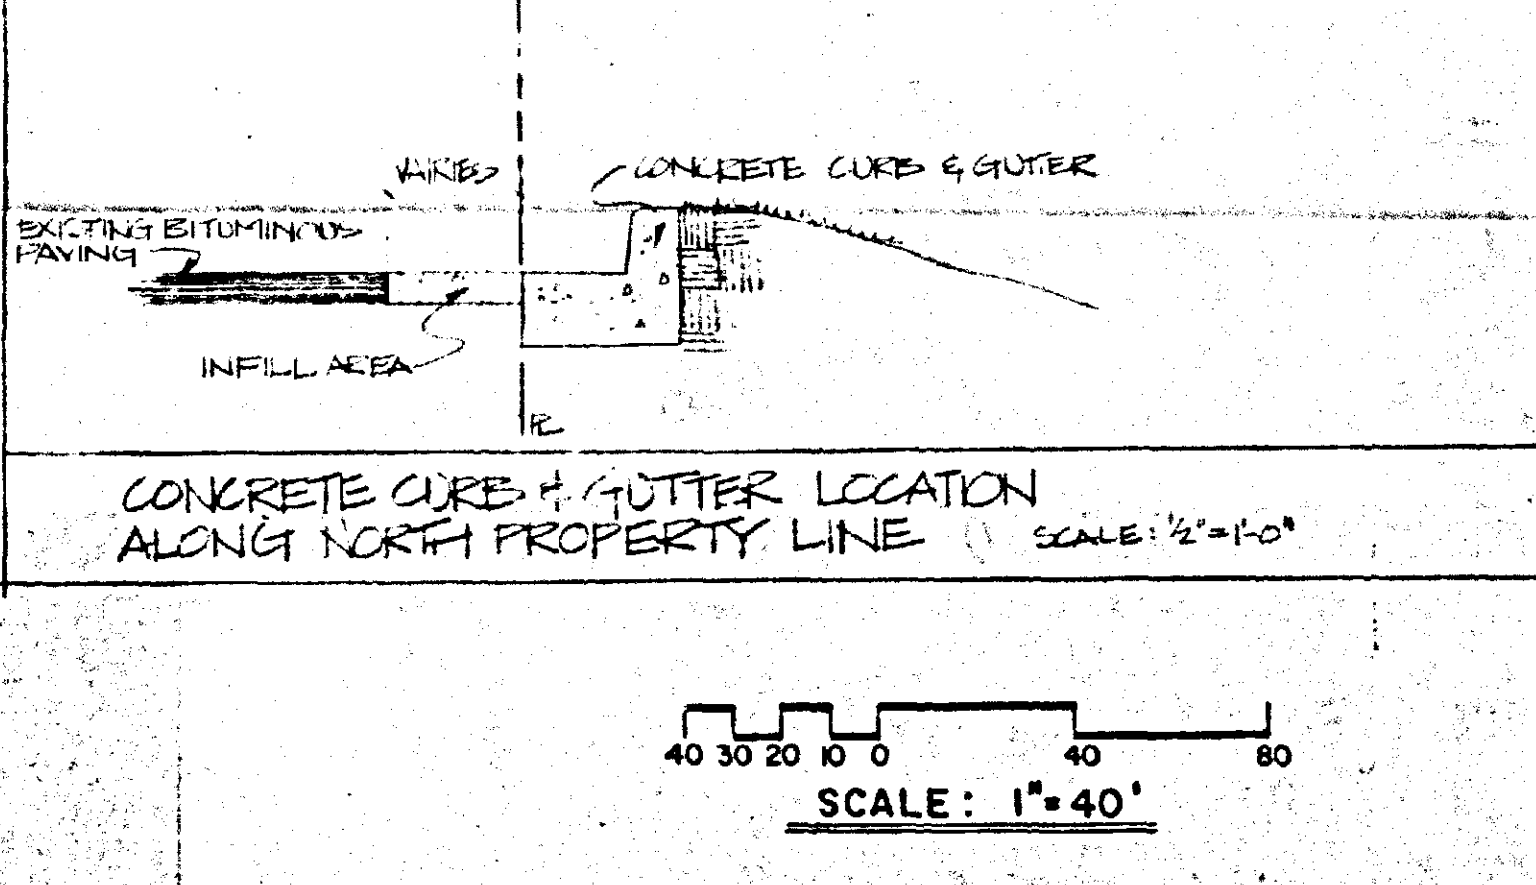 VARIES
CONCRETE CURB & GUTTER
EXISTING BITUMINOUS
PAVING
INFILL AREA
PL
CONCRETE CURB & GUTTER LOCATION
ALONG NORTH PROPERTY LINE
SCALE: 1/2"=1'-0"
40 30 20 10 0 40 80
SCALE: 1"=40'